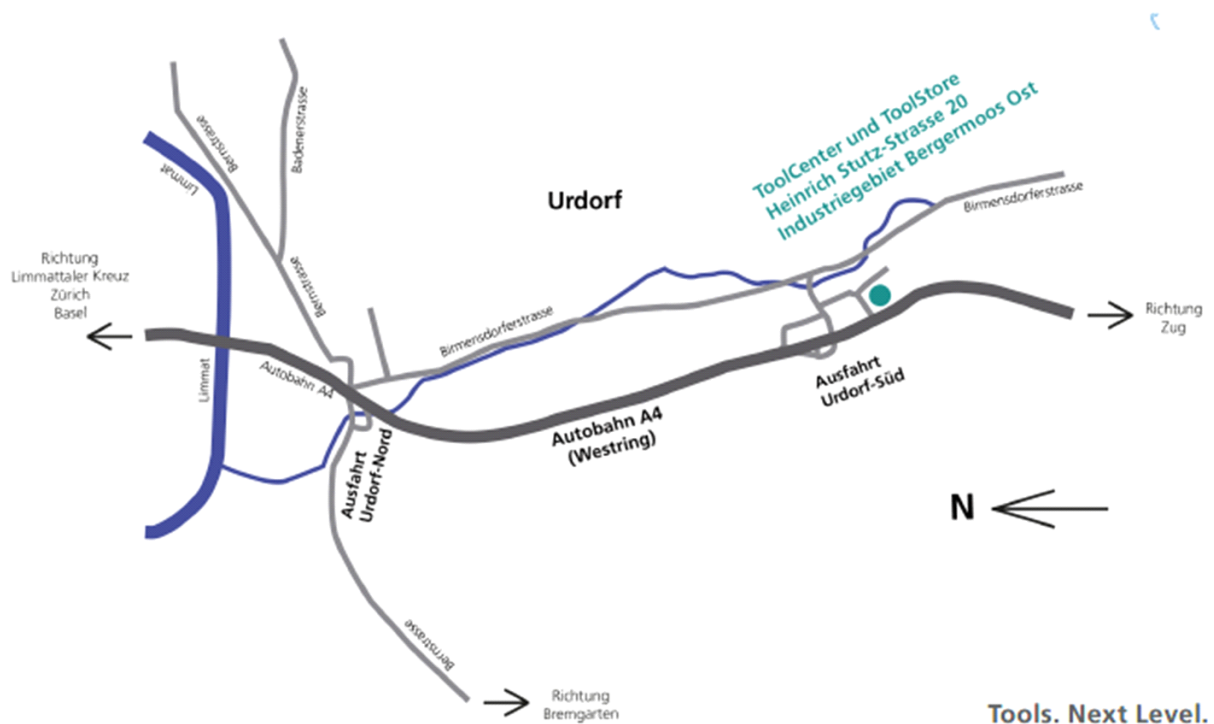 Bernstrasse
Badenerstrasse
Limmat
Urdorf
ToolCenter und ToolStore
Heinrich Stutz-Strasse 20
Industriegebiet Bergermoos Ost
Birmensdorferstrasse
Richtung
Limmattaler Kreuz
Zürich
Basel
Bernstrasse
Birmensdorferstrasse
Richtung
Zug
Limmat
Autobahn A4
Ausfahrt
Urdorf-Süd
Autobahn A4
(Westring)
Ausfahrt
Urdorf-Nord
N
Bernstrasse
Richtung
Bremgarten
Tools. Next Level.